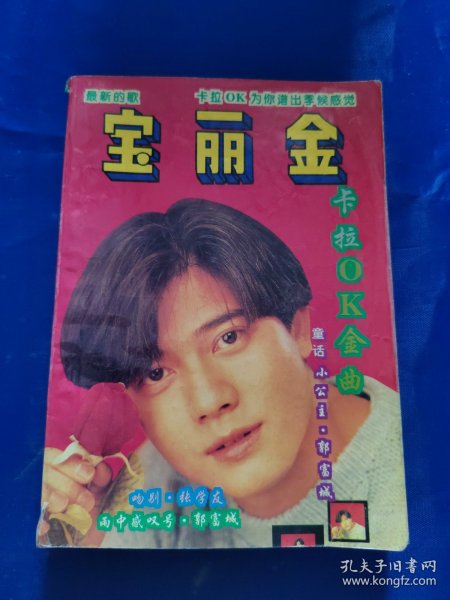 最新的歌
卡拉OK为你谱出季候感觉
宝丽金
卡拉OK金曲
童话小公主·郭富城
吻别·张学友
雨中感叹号·郭富城
孔夫子旧书网
www.kongfz.com